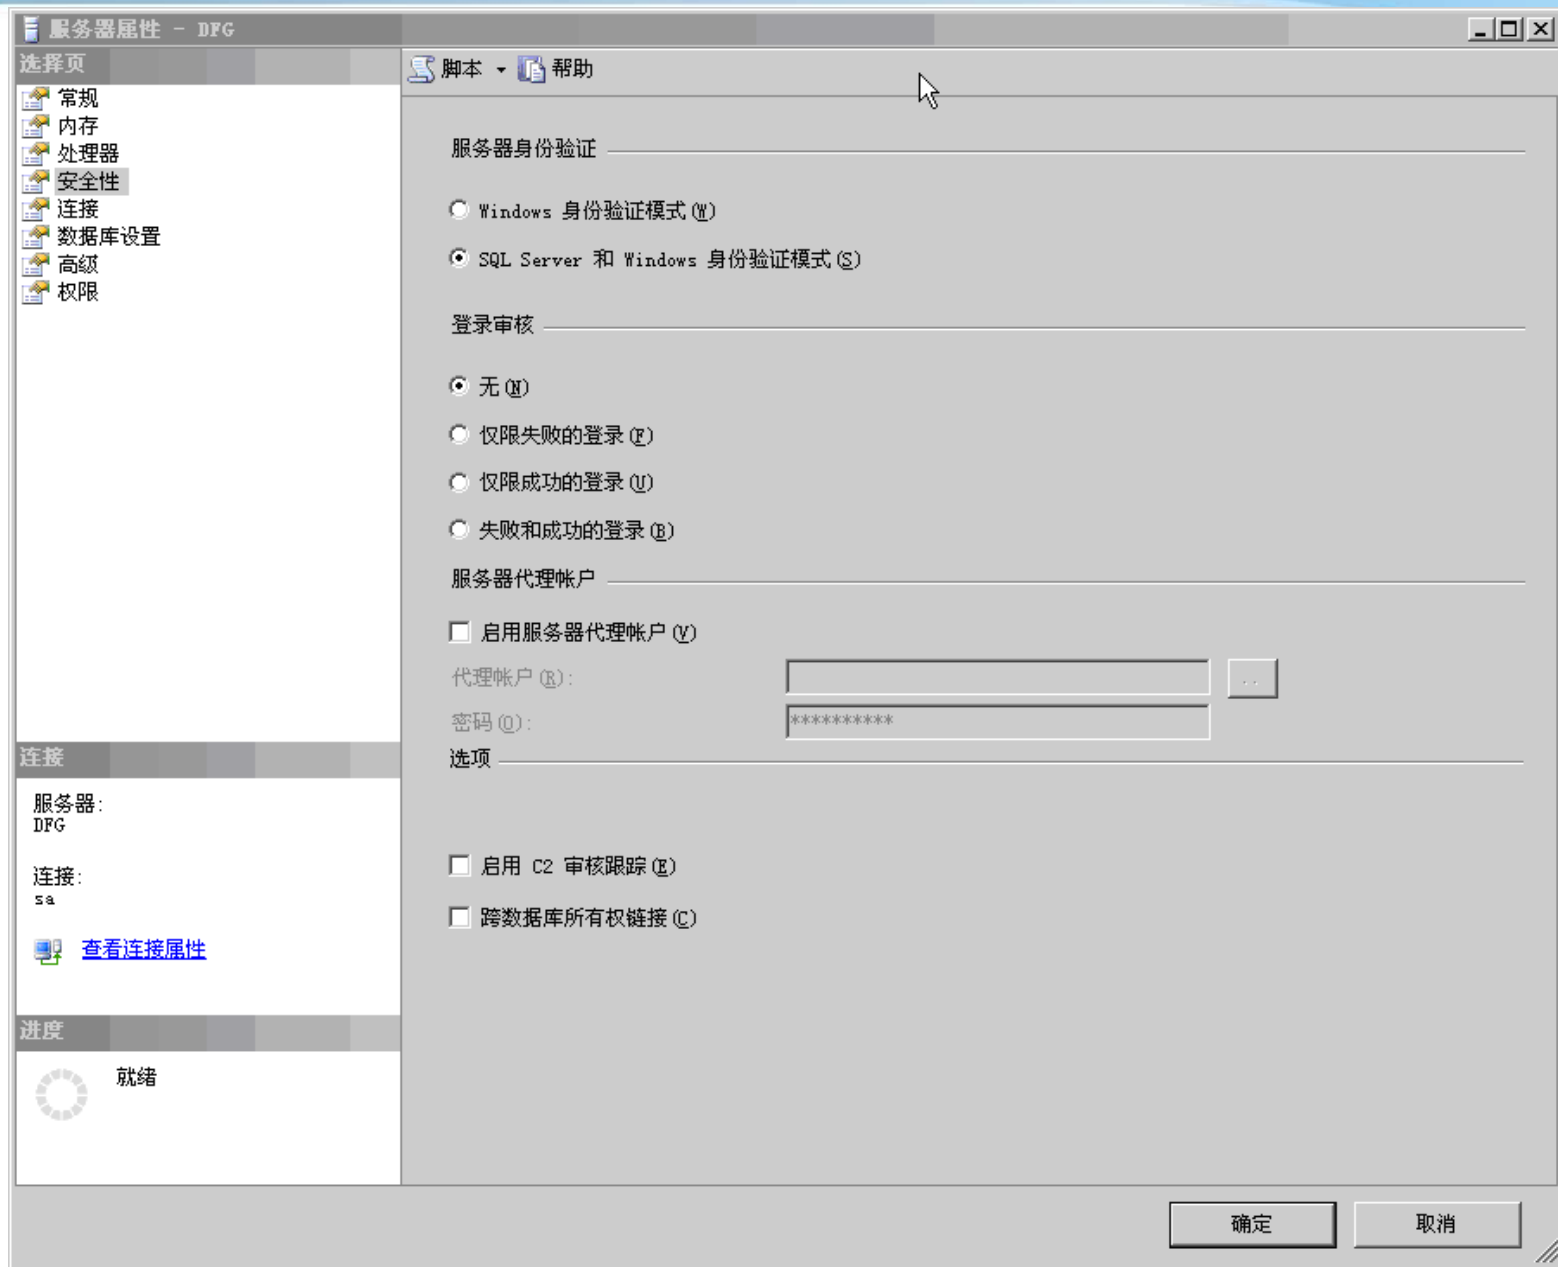 服务器属性 - DFG
选择页
常规
内存
处理器
安全性
连接
数据库设置
高级
权限
脚本 帮助
服务器身份验证
Windows 身份验证模式(W)
SQL Server 和 Windows 身份验证模式(S)
登录审核
无(N)
仅限失败的登录(F)
仅限成功的登录(U)
失败和成功的登录(B)
服务器代理帐户
启用服务器代理帐户(V)
代理帐户(R):
..
密码(O):
**********
选项
启用 C2 审核跟踪(E)
跨数据库所有权链接(C)
连接
服务器:
DFG
连接:
sa
查看连接属性
进度
就绪
确定
取消